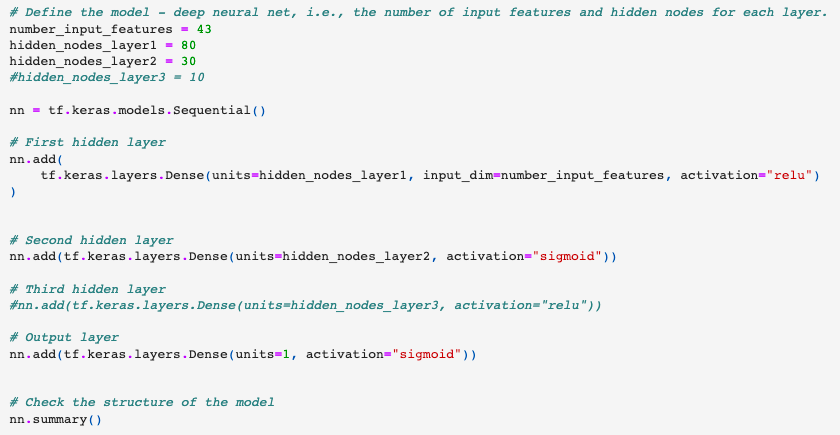 # Define the model - deep neural net, i.e., the number of input features and hidden nodes for each layer.
number_input_features = 43
hidden_nodes_layer1 = 80
hidden_nodes_layer2 = 30
#hidden_nodes_layer3 = 10
nn = tf.keras.models.Sequential()
# First hidden layer
nn.add(
    tf.keras.layers.Dense(units=hidden_nodes_layer1, input_dim=number_input_features, activation="relu")
)
# Second hidden layer
nn.add(tf.keras.layers.Dense(units=hidden_nodes_layer2, activation="sigmoid"))
# Third hidden layer
#nn.add(tf.keras.layers.Dense(units=hidden_nodes_layer3, activation="relu"))
# Output layer
nn.add(tf.keras.layers.Dense(units=1, activation="sigmoid"))
# Check the structure of the model
nn.summary()